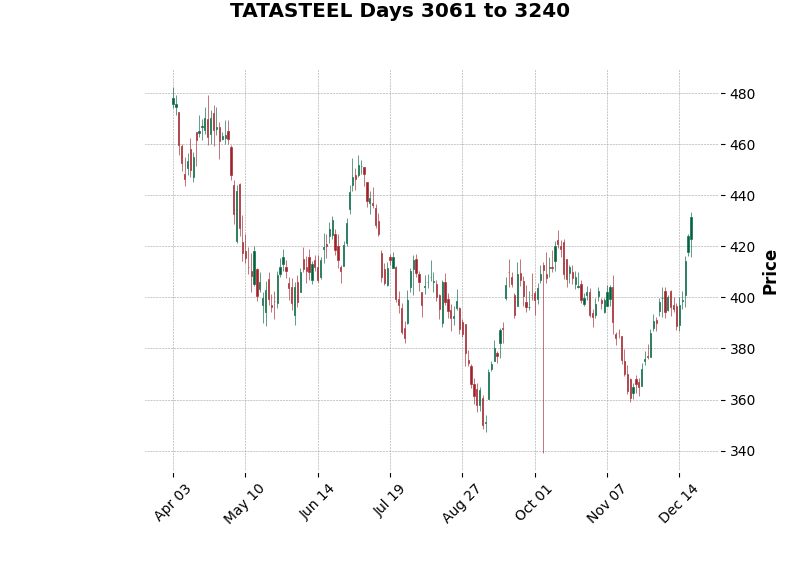 TATASTEEL Days 3061 to 3240
480
460
440
420
400
380
360
340
Price
Apr 03
May 10
Jun 14
Jul 19
Aug 27
Oct 01
Nov 07
Dec 14